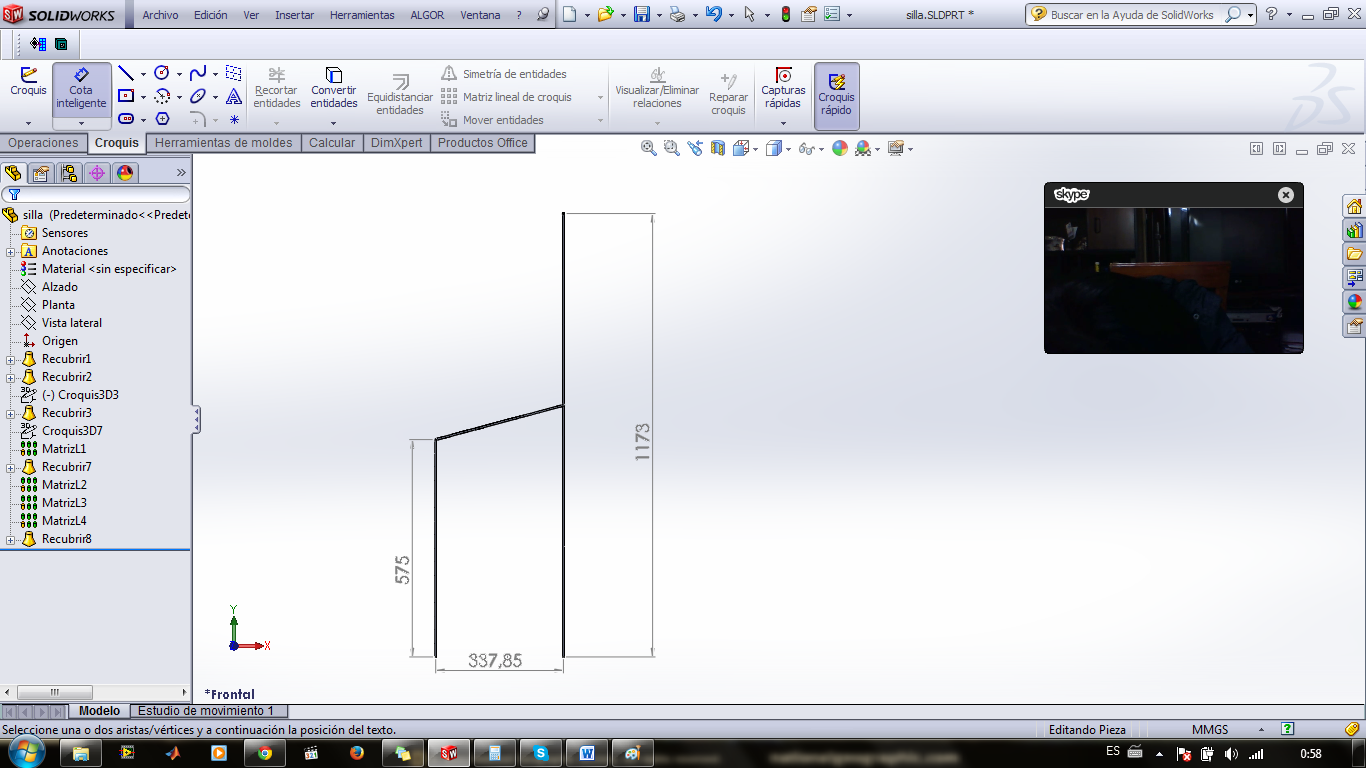 SOLIDWORKS
Archivo Edición Ver Insertar Herramientas ALGOR Ventana ?
silla.SLDPRT *
Buscar en la Ayuda de SolidWorks
Croquis
Cota inteligente
Recortar entidades
Convertir entidades
Equidistanciar entidades
Simetría de entidades
Matriz lineal de croquis
Mover entidades
Visualizar/Eliminar relaciones
Reparar croquis
Capturas rápidas
Croquis rápido
Operaciones Croquis Herramientas de moldes Calcular DimXpert Productos Office
silla (Predeterminado<<Predete
Sensores
Anotaciones
Material <sin especificar>
Alzado
Planta
Vista lateral
Origen
Recubrir1
Recubrir2
(-) Croquis3D3
Recubrir3
Croquis3D7
MatrizL1
Recubrir7
MatrizL2
MatrizL3
MatrizL4
Recubrir8
skype
1173
575
337,85
Y
X
*Frontal
Modelo Estudio de movimiento 1
Seleccione una o dos aristas/vértices y a continuación la posición del texto.
Editando Pieza MMGS
ES 0:58